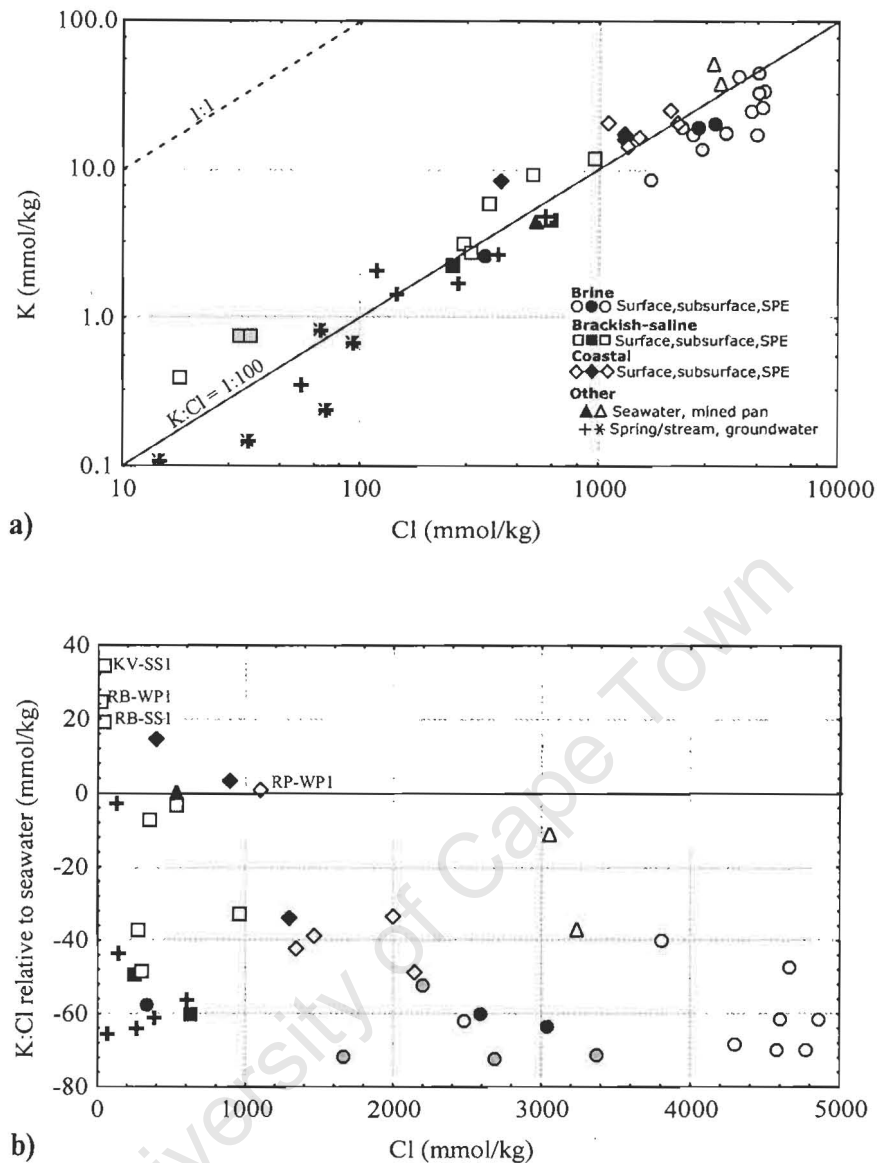 100.0
10.0
1.0
0.1
K (mmol/kg)
1:1
K:Cl = 1:100
Brine
Surface,subsurface,SPE
Brackish-saline
Surface,subsurface,SPE
Coastal
Surface,subsurface,SPE
Other
Seawater, mined pan
Spring/stream, groundwater
10 100 1000 10000
Cl (mmol/kg)
a)
40
20
0
-20
-40
-60
-80
K:Cl relative to seawater (mmol/kg)
KV-SS1
RB-WP1
RB-SS1
RP-WP1
0 1000 2000 3000 4000 5000
Cl (mmol/kg)
b)
University of Cape Town